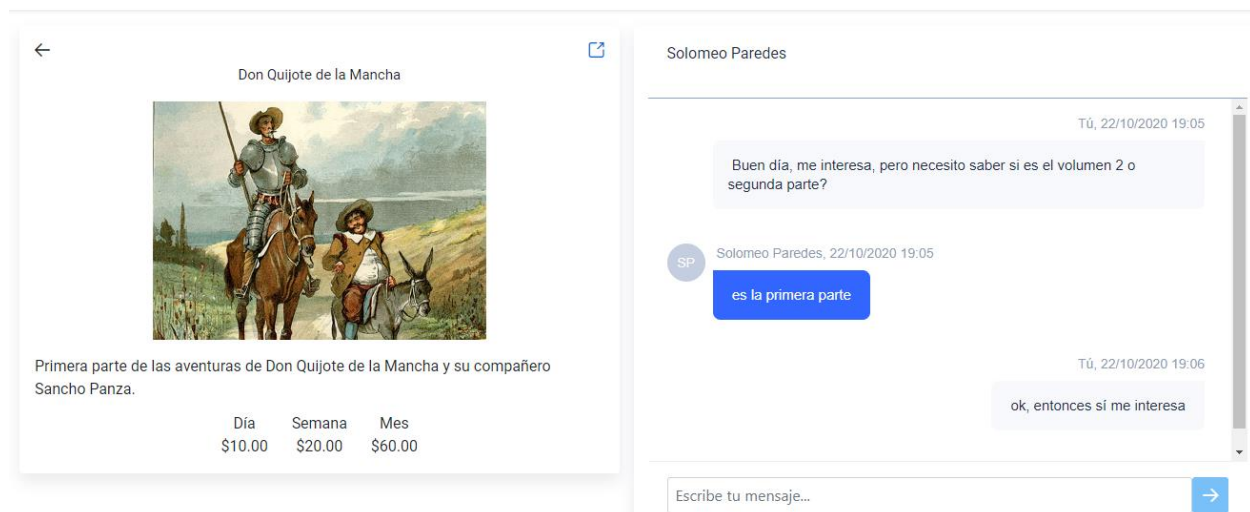 Don Quijote de la Mancha
Primera parte de las aventuras de Don Quijote de la Mancha y su compañero
Sancho Panza.
Día Semana Mes
$10.00 $20.00 $60.00
Solomeo Paredes
Tú, 22/10/2020 19:05
Buen día, me interesa, pero necesito saber si es el volumen 2 o
segunda parte?
SP
Solomeo Paredes, 22/10/2020 19:05
es la primera parte
Tú, 22/10/2020 19:06
ok, entonces sí me interesa
Escribe tu mensaje...